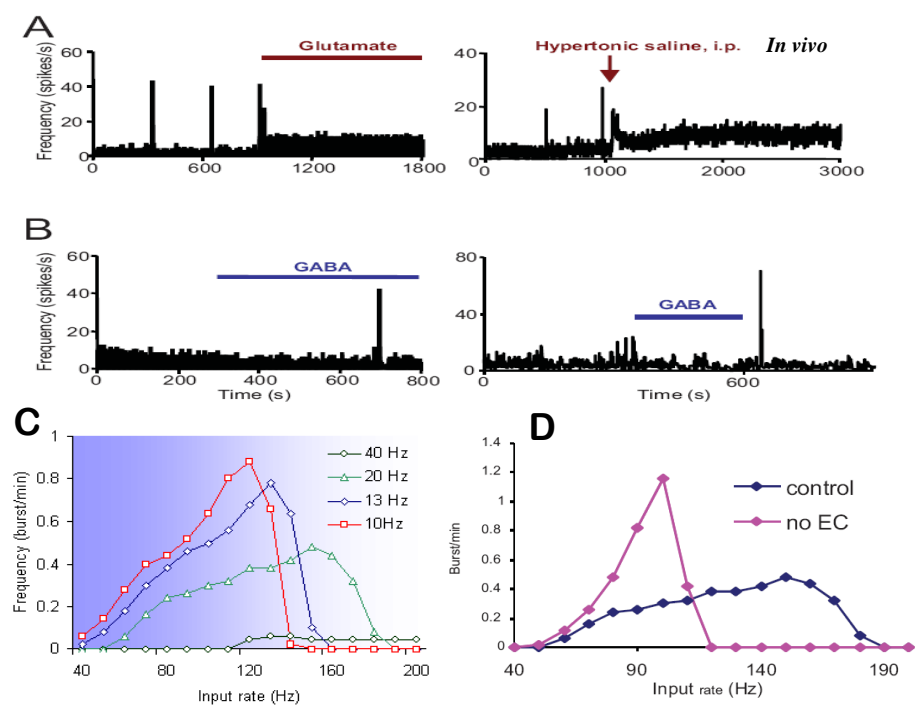 A
Glutamate
Hypertonic saline, i.p. In vivo
Frequency (spikes/s)
60
40
20
0
0 600 1200 1800
40
20
0
0 1000 2000 3000
B
GABA
GABA
Frequency (spikes/s)
60
40
20
0
0 200 400 600 800
Time (s)
80
40
0
0 600
Time (s)
C
Frequency (burst/min)
1
0.8
0.6
0.4
0.2
0
40 80 120 160 200
Input rate (Hz)
40 Hz
20 Hz
13 Hz
10Hz
D
Burst/min
1.4
1.2
1
0.8
0.6
0.4
0.2
0
40 90 140 190
Input rate (Hz)
control
no EC